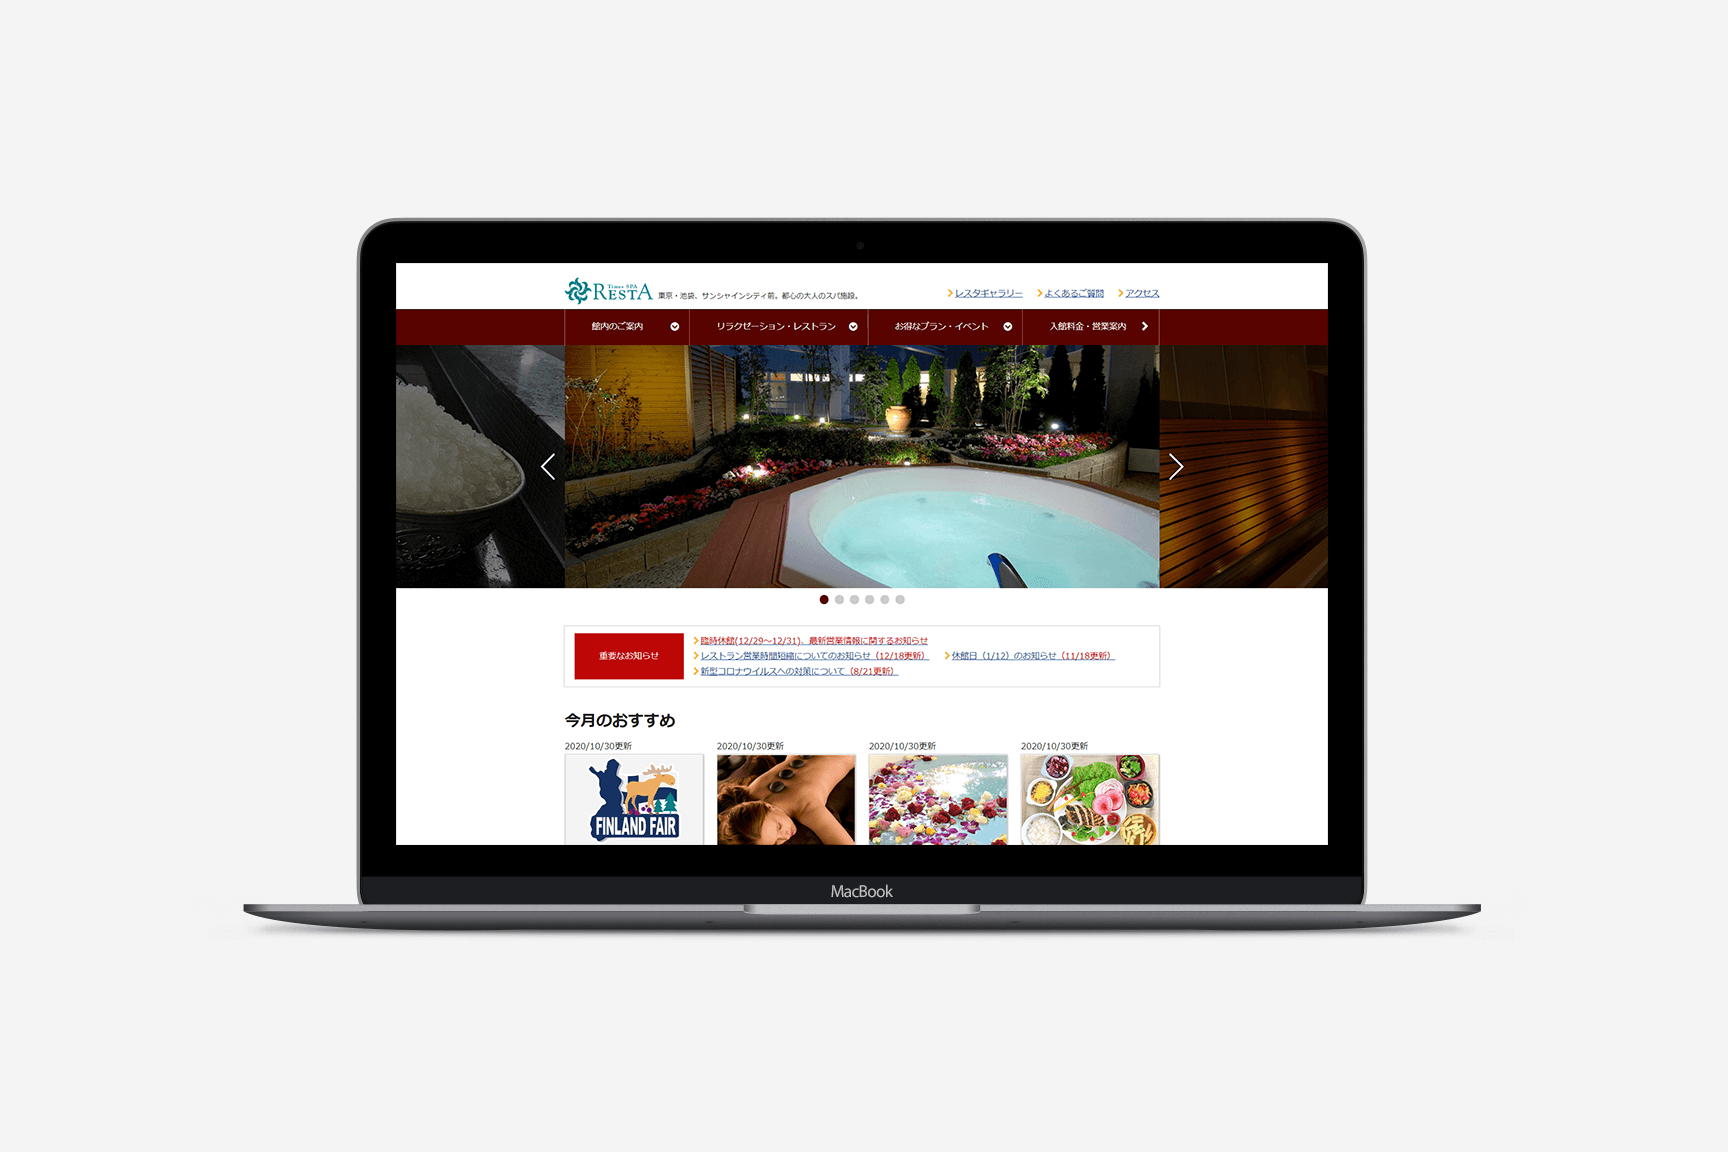 Times SPA
RESTA 東京・池袋、サンシャインシティ前。都心の大人のスパ施設。
レスタギャラリー よくあるご質問 アクセス
館内のご案内 リラクゼーション・レストラン お得なプラン・イベント 入館料金・営業案内
重要なお知らせ
臨時休館(12/29～12/31)、最新営業情報に関するお知らせ
レストラン営業時間短縮についてのお知らせ（12/18更新） 休館日（1/12）のお知らせ（11/18更新）
新型コロナウイルスへの対策について（8/21更新）
今月のおすすめ
2020/10/30更新 2020/10/30更新 2020/10/30更新 2020/10/30更新
FINLAND FAIR
MacBook